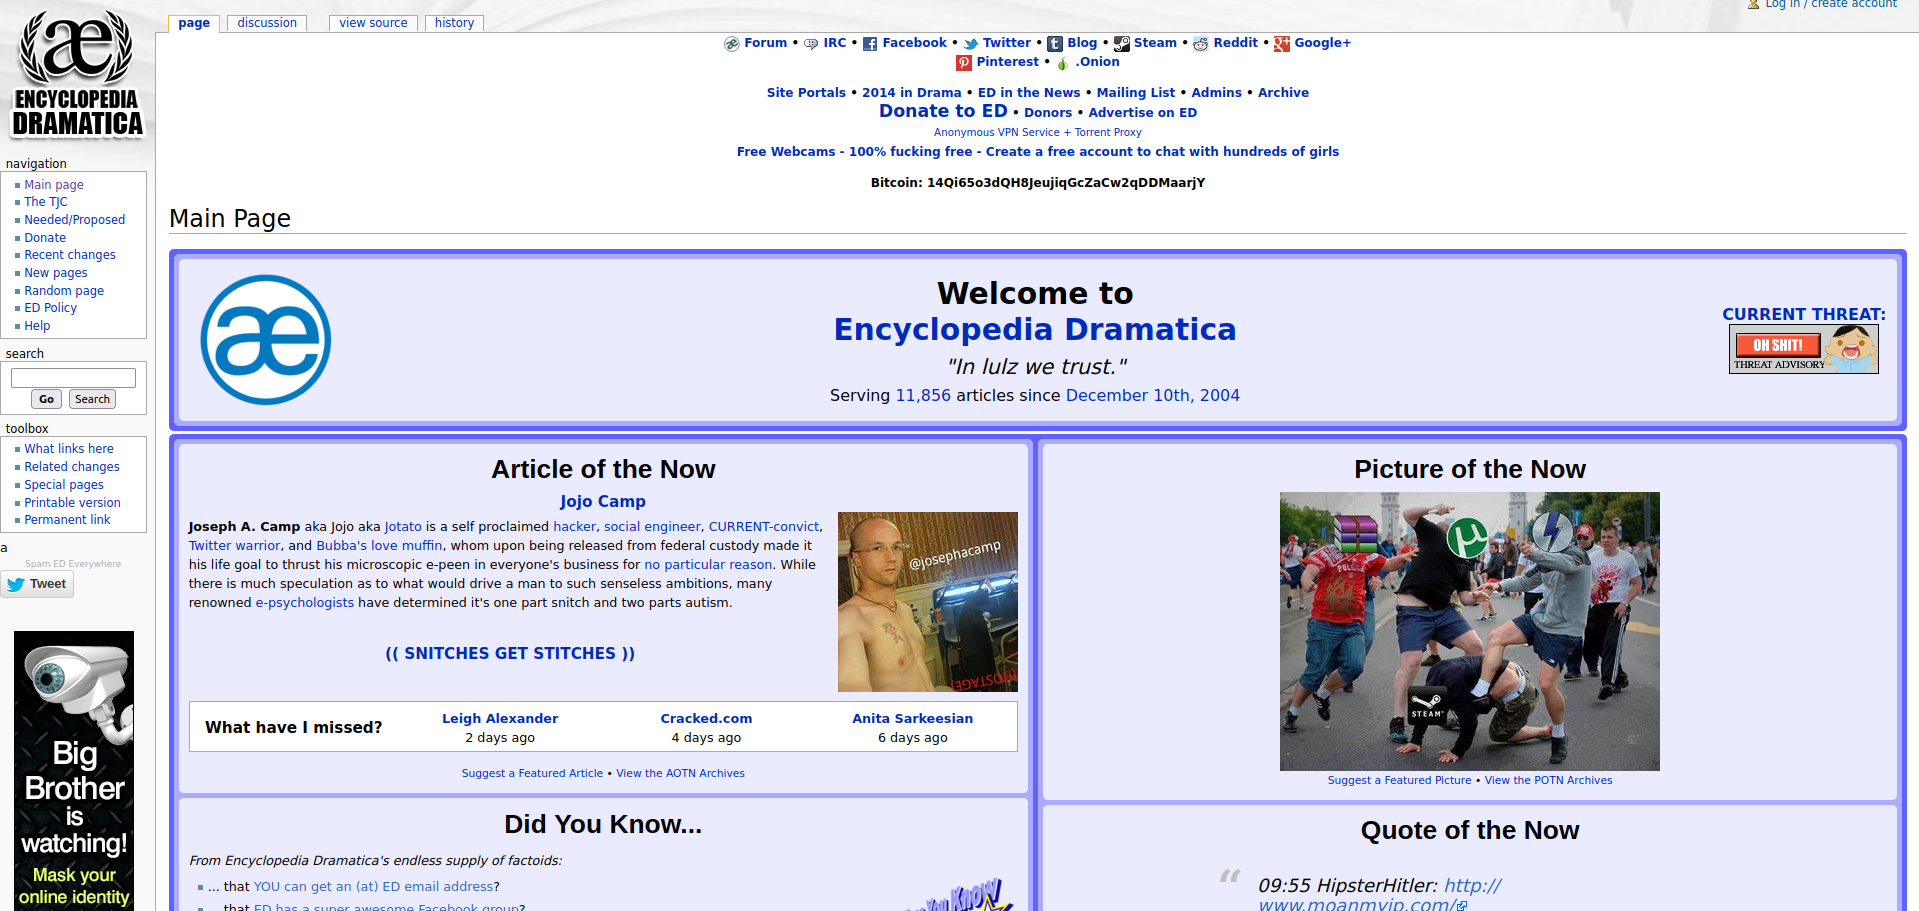 page discussion view source history
Log in / create account
æ
ENCYCLOPEDIA
DRAMATICA
Forum • IRC • Facebook • Twitter • Blog • Steam • Reddit • Google+
Pinterest • .Onion
Site Portals • 2014 in Drama • ED in the News • Mailing List • Admins • Archive
Donate to ED • Donors • Advertise on ED
Anonymous VPN Service + Torrent Proxy
Free Webcams - 100% fucking free - Create a free account to chat with hundreds of girls
Bitcoin: 14Qi65o3dQH8JeujiqGcZaCw2qDDMaarjY
navigation
Main page
The TJC
Needed/Proposed
Donate
Recent changes
New pages
Random page
ED Policy
Help
search
Go Search
toolbox
What links here
Related changes
Special pages
Printable version
Permanent link
a
Spam ED Everywhere
Tweet
Big
Brother
is
watching!
Mask your
online identity
Main Page
æ
Welcome to
Encyclopedia Dramatica
"In lulz we trust."
Serving 11,856 articles since December 10th, 2004
CURRENT THREAT:
OH SHIT!
THREAT ADVISORY
Article of the Now
Jojo Camp
Joseph A. Camp aka Jojo aka Jotato is a self proclaimed hacker, social engineer, CURRENT-convict,
Twitter warrior, and Bubba's love muffin, whom upon being released from federal custody made it
his life goal to thrust his microscopic e-peen in everyone's business for no particular reason. While
there is much speculation as to what would drive a man to such senseless ambitions, many
renowned e-psychologists have determined it's one part snitch and two parts autism.
@josephacamp
(( SNITCHES GET STITCHES ))
What have I missed?
Leigh Alexander
2 days ago
Cracked.com
4 days ago
Anita Sarkeesian
6 days ago
Suggest a Featured Article • View the AOTN Archives
Picture of the Now
µ
STEAM
Suggest a Featured Picture • View the POTN Archives
Did You Know...
From Encyclopedia Dramatica's endless supply of factoids:
... that YOU can get an (at) ED email address?
... that ED has a super awesome Facebook group?
You Know
Quote of the Now
“ 09:55 HipsterHitler: http://
www.moanmyip.com/